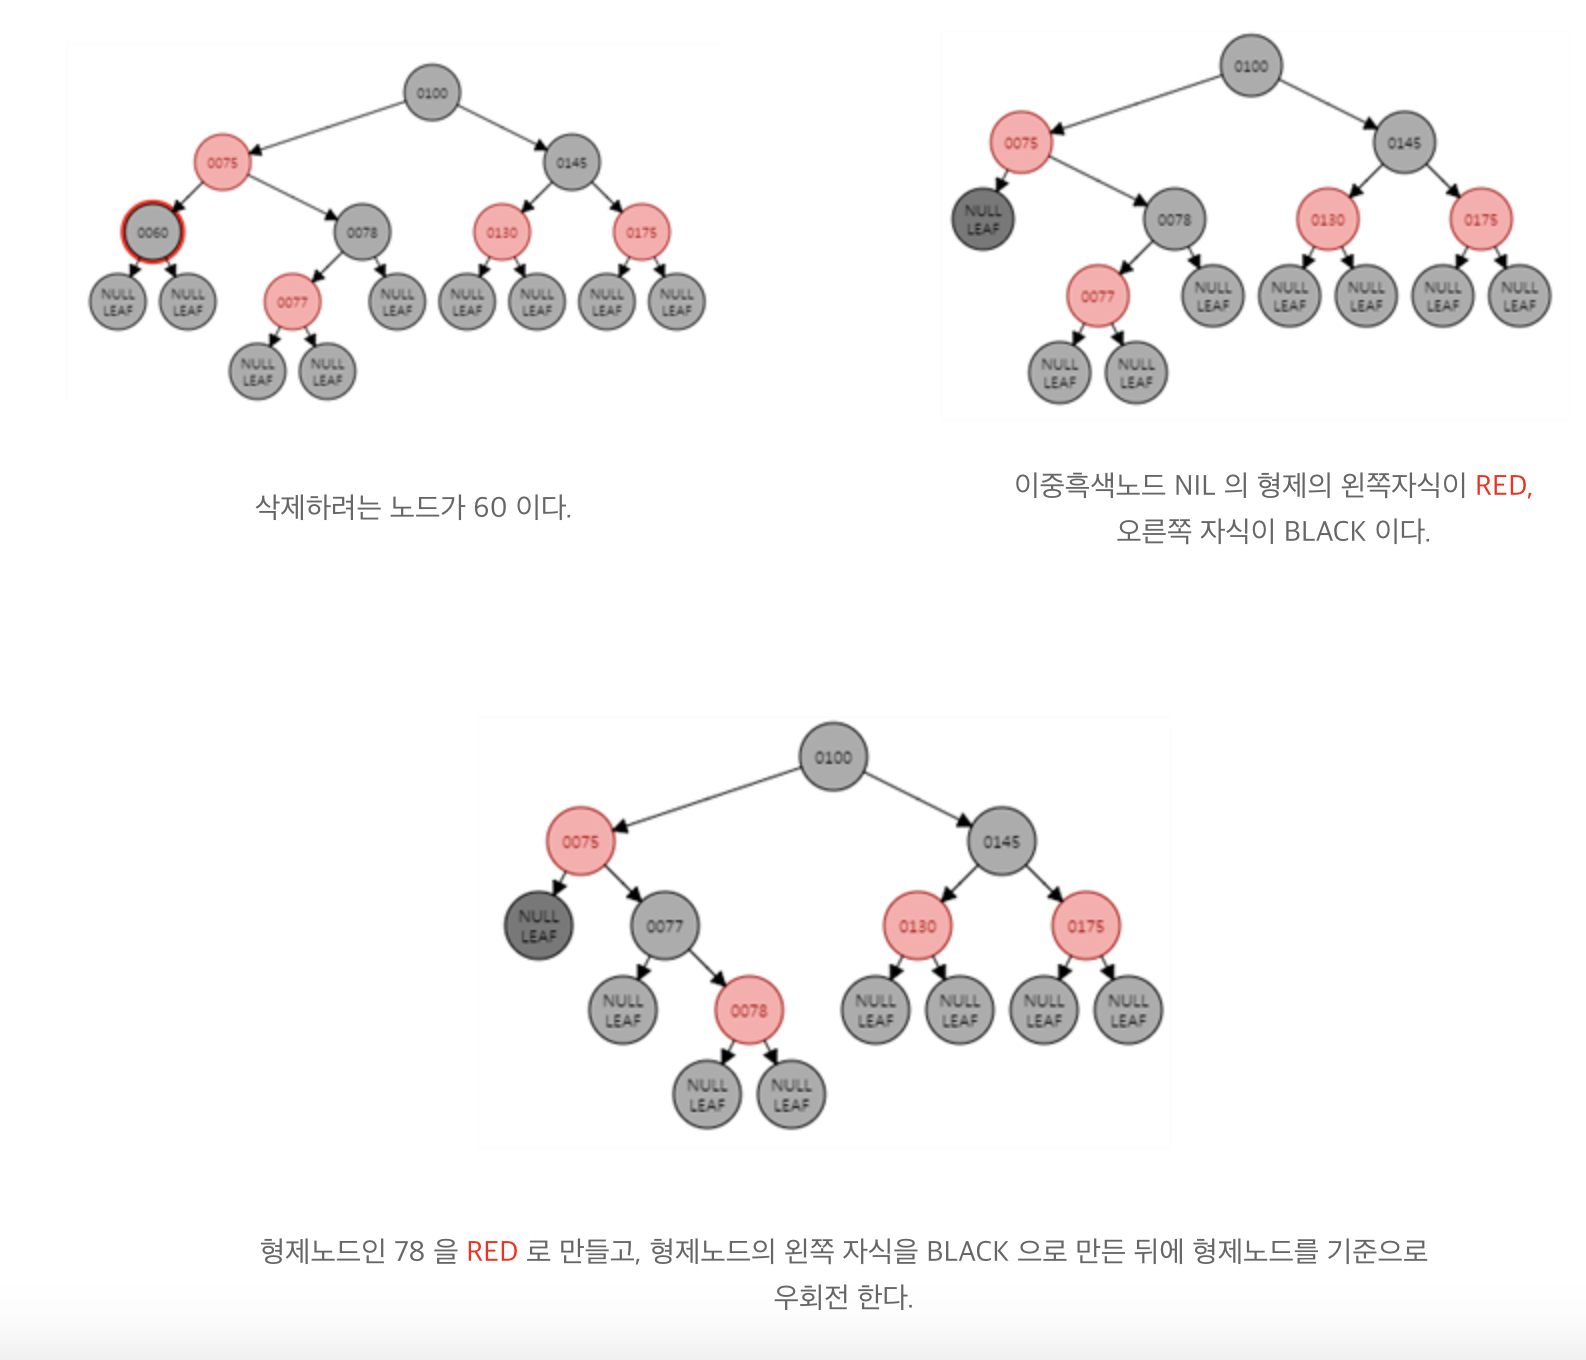 0100
0075
0145
0060
0078
0130
0175
NULL
LEAF
NULL
LEAF
0077
NULL
LEAF
NULL
LEAF
NULL
LEAF
NULL
LEAF
NULL
LEAF
NULL
LEAF
NULL
LEAF
삭제하려는 노드가 60 이다.
0100
0075
0145
NULL
LEAF
0078
0130
0175
0077
NULL
LEAF
NULL
LEAF
NULL
LEAF
NULL
LEAF
NULL
LEAF
NULL
LEAF
NULL
LEAF
이중흑색노드 NIL 의 형제의 왼쪽자식이 RED,
오른쪽 자식이 BLACK 이다.
0100
0075
0145
NULL
LEAF
0077
0130
0175
NULL
LEAF
0078
NULL
LEAF
NULL
LEAF
NULL
LEAF
NULL
LEAF
NULL
LEAF
NULL
LEAF
형제노드인 78 을 RED 로 만들고, 형제노드의 왼쪽 자식을 BLACK 으로 만든 뒤에 형제노드를 기준으로
우회전 한다.